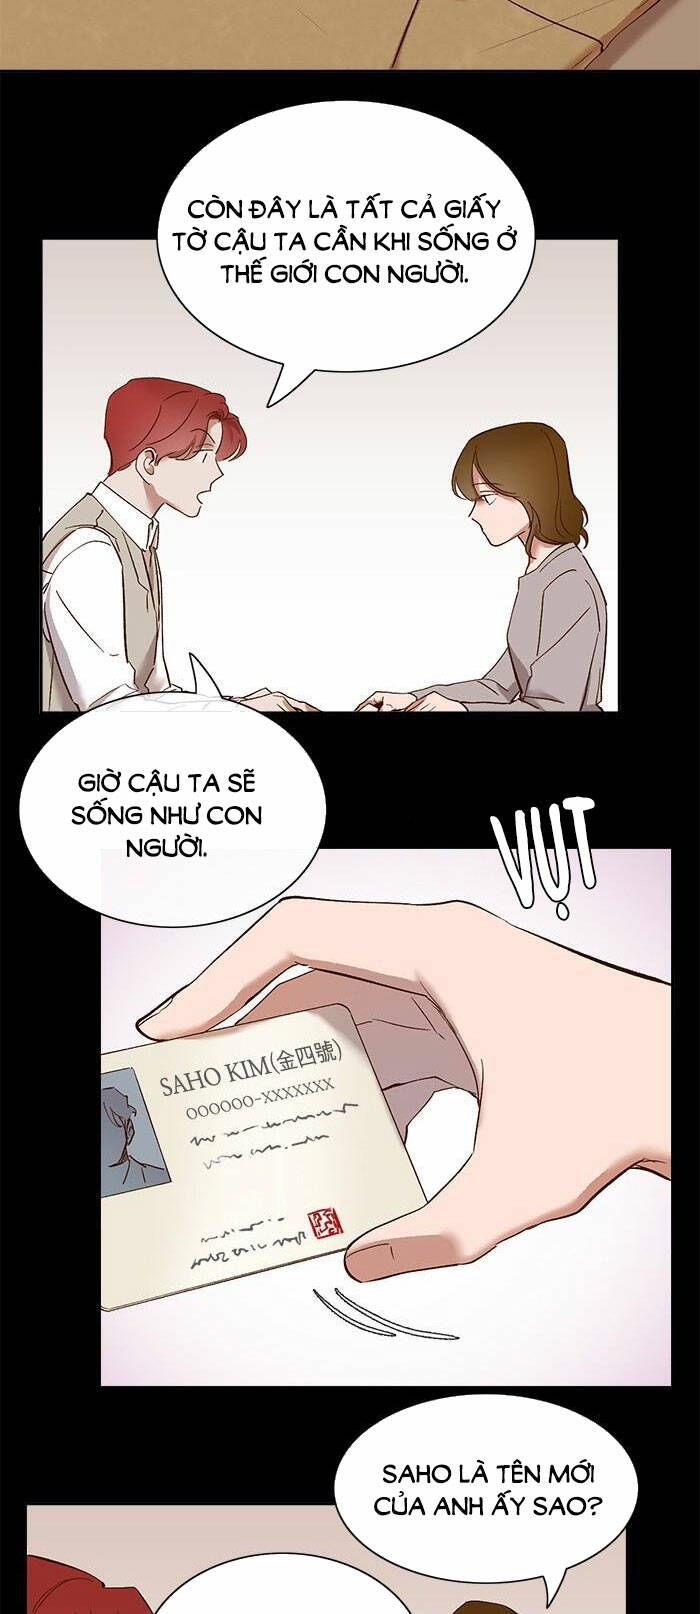 CÒN ĐÂY LÀ TẤT CẢ GIẤY
TỜ CẬU TA CẦN KHI SỐNG Ở
THẾ GIỚI CON NGƯỜI.
GIỜ CẬU TA SẼ
SỐNG NHƯ CON
NGƯỜI.
VỤT
SAHO KIM(金四號)
000000-XXXXXXX
SAHO LÀ TÊN MỚI
CỦA ANH ẤY SAO?